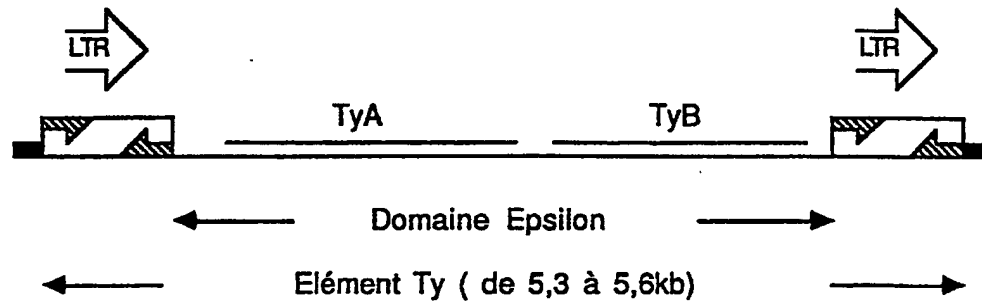 LTR LTR
TyA TyB
Domaine Epsilon
Elément Ty ( de 5,3 à 5,6kb)